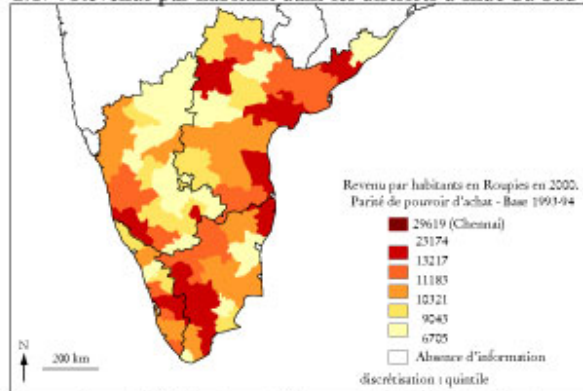 Revenu par habitants en Roupies en 2000.
Parité de pouvoir d'achat - Base 1993-94
29619 (Chennai)
23174
13217
11183
10321
9043
6705
Absence d'information
discrétisation : quintile
N
200 km